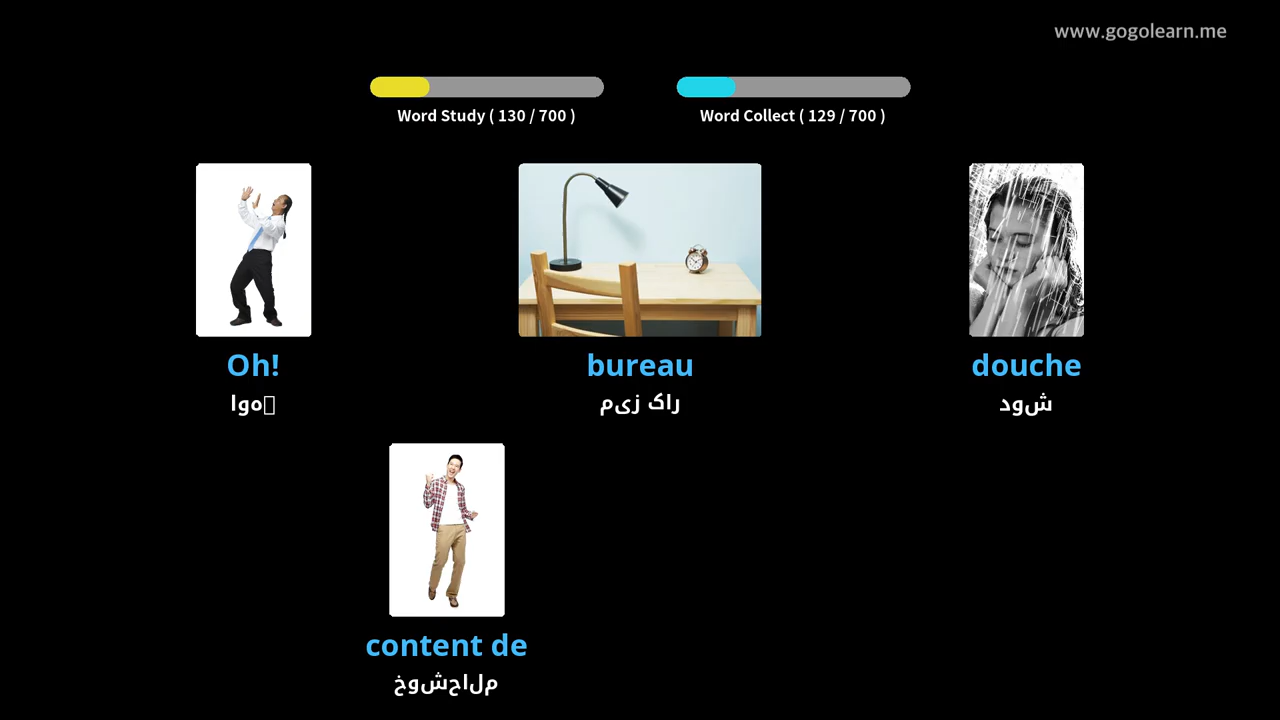 www.gogolearn.me
Word Study ( 130 / 700 )
Word Collect ( 129 / 700 )
Oh!
bureau
douche
اوه
میز کار
دوش
content de
خوشحالم